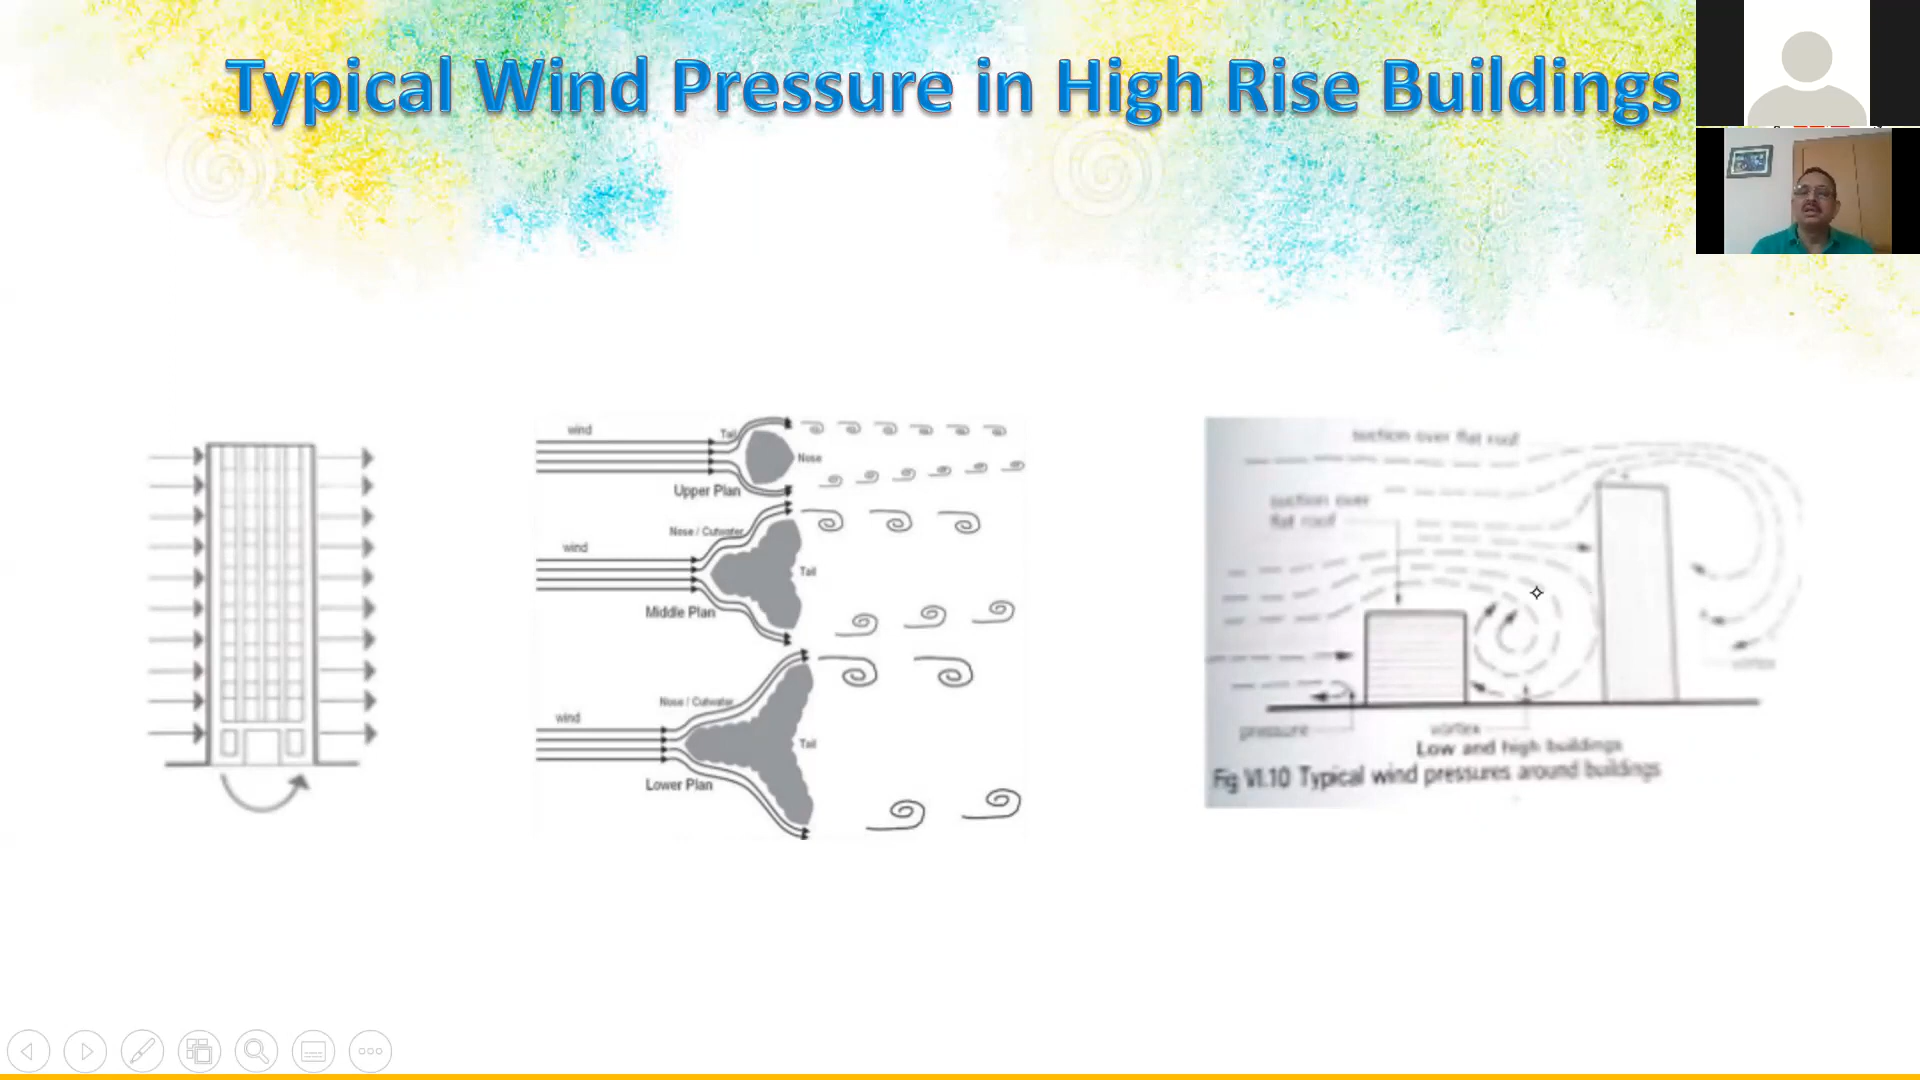 Typical Wind Pressure in High Rise Buildings
wind
Tail
Nose
Upper Plan
Nose / Cutwater
wind
Tail
Middle Plan
Nose / Cutwater
wind
Tail
Lower Plan
suction over flat roof
suction over
flat roof
vortex
pressure
vortex
Low and high buildings
Fig VI.10 Typical wind pressures around buildings